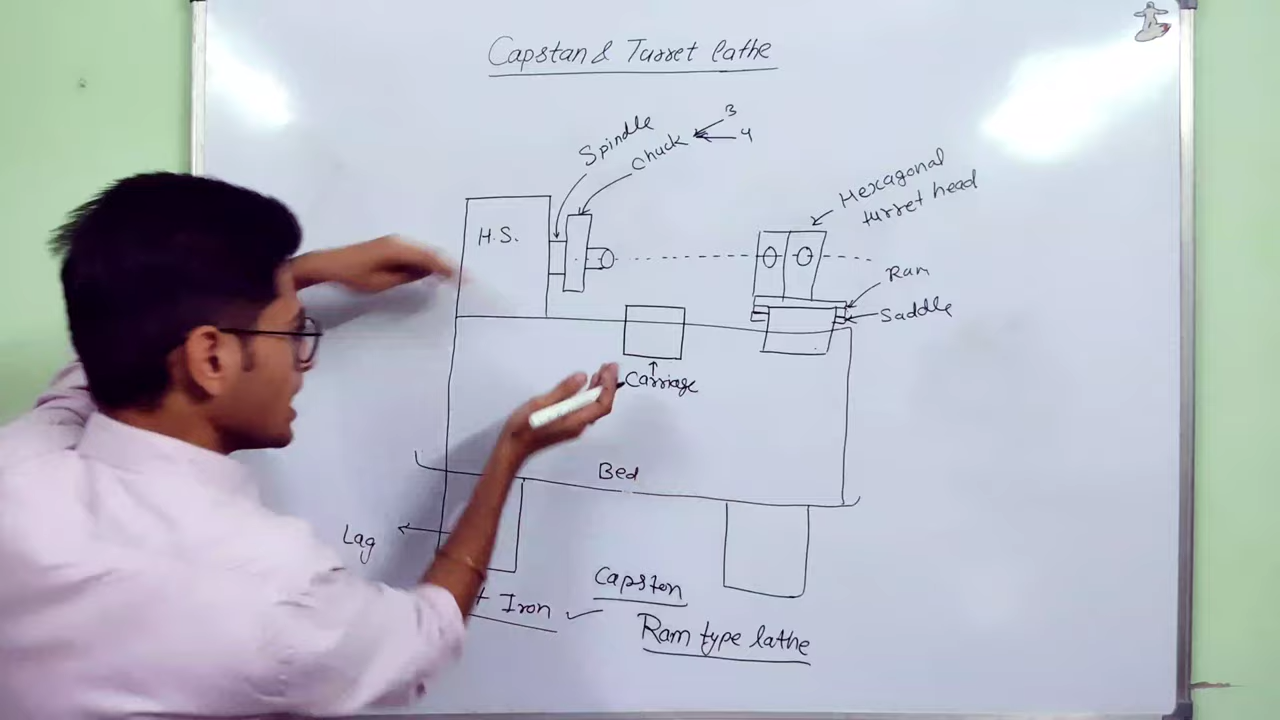 Capstan & Turret lathe
Spindle
Chuck
3
4
Hexagonal
turret head
H.S.
Ram
Saddle
Carriage
Bed
Lag
Iron
Capston
Ram type lathe